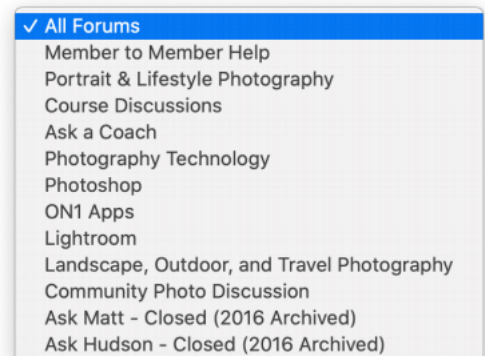 ✓ All Forums
Member to Member Help
Portrait & Lifestyle Photography
Course Discussions
Ask a Coach
Photography Technology
Photoshop
ON1 Apps
Lightroom
Landscape, Outdoor, and Travel Photography
Community Photo Discussion
Ask Matt - Closed (2016 Archived)
Ask Hudson - Closed (2016 Archived)